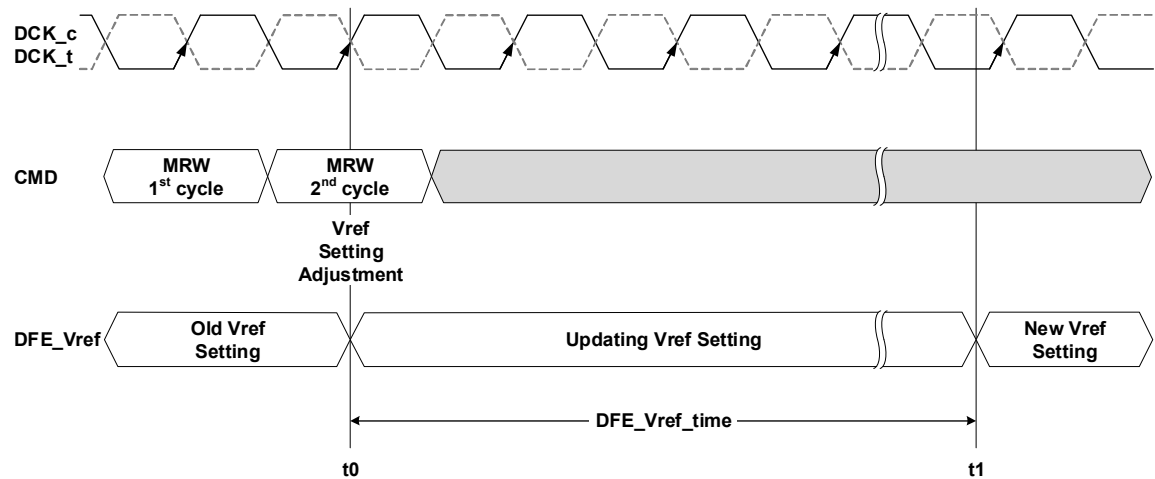 DCK_c
DCK_t
CMD
MRW
1st cycle
MRW
2nd cycle
Vref
Setting
Adjustment
DFE_Vref
Old Vref
Setting
Updating Vref Setting
New Vref
Setting
DFE_Vref_time
t0
t1